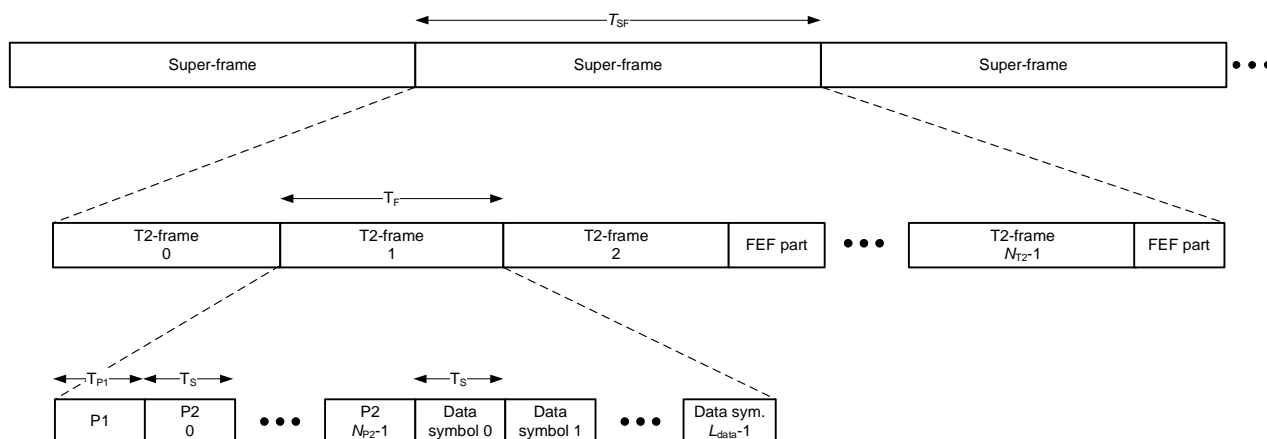 T_SF
Super-frame Super-frame Super-frame •••
T_F
T2-frame T2-frame T2-frame FEF part ••• T2-frame FEF part
0 1 2 N_T2-1
T_P1 T_S T_S
P1 P2 ••• P2 Data Data ••• Data sym.
0 N_P2-1 symbol 0 symbol 1 L_data-1